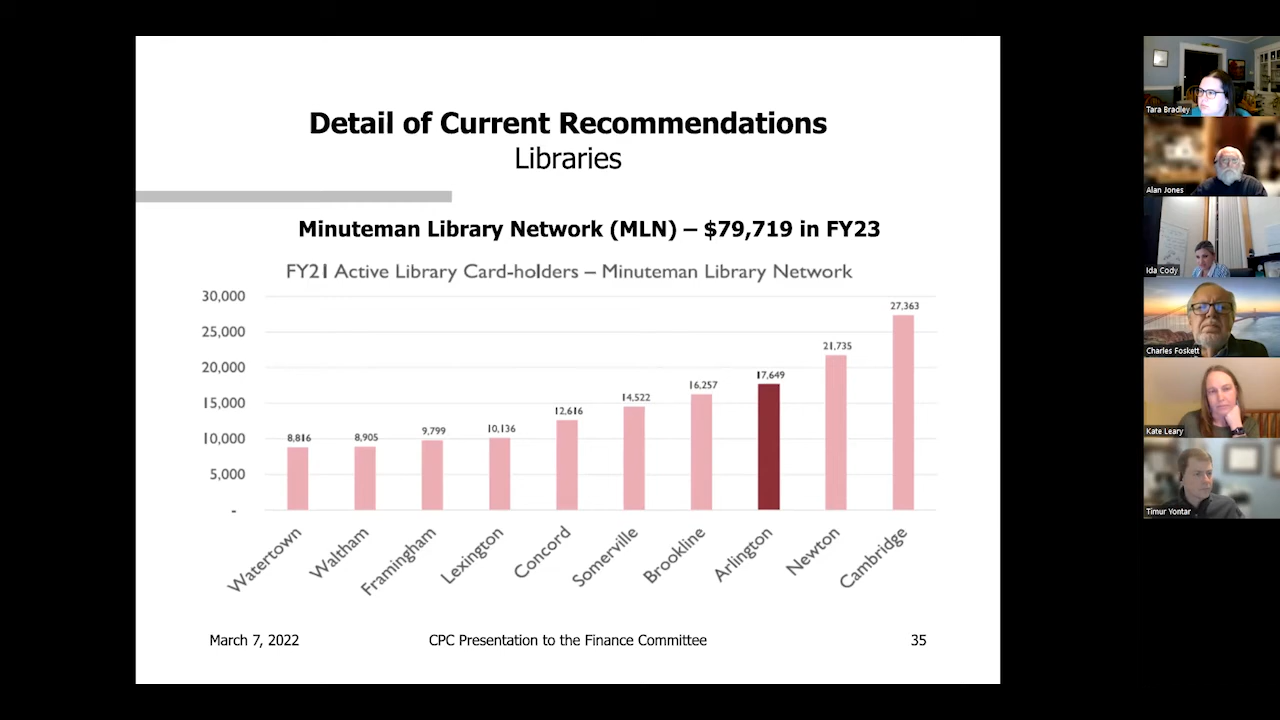 Detail of Current Recommendations
Libraries
Minuteman Library Network (MLN) – $79,719 in FY23
FY21 Active Library Card-holders – Minuteman Library Network
30,000
25,000
20,000
15,000
10,000
5,000
-
8,816
8,905
9,799
10,136
12,616
14,522
16,257
17,649
21,735
27,363
Watertown
Waltham
Framingham
Lexington
Concord
Somerville
Brookline
Arlington
Newton
Cambridge
March 7, 2022
CPC Presentation to the Finance Committee
35
Tara Bradley
Alan Jones
Ida Cody
Charles Foskett
Kate Leary
Timur Yontar